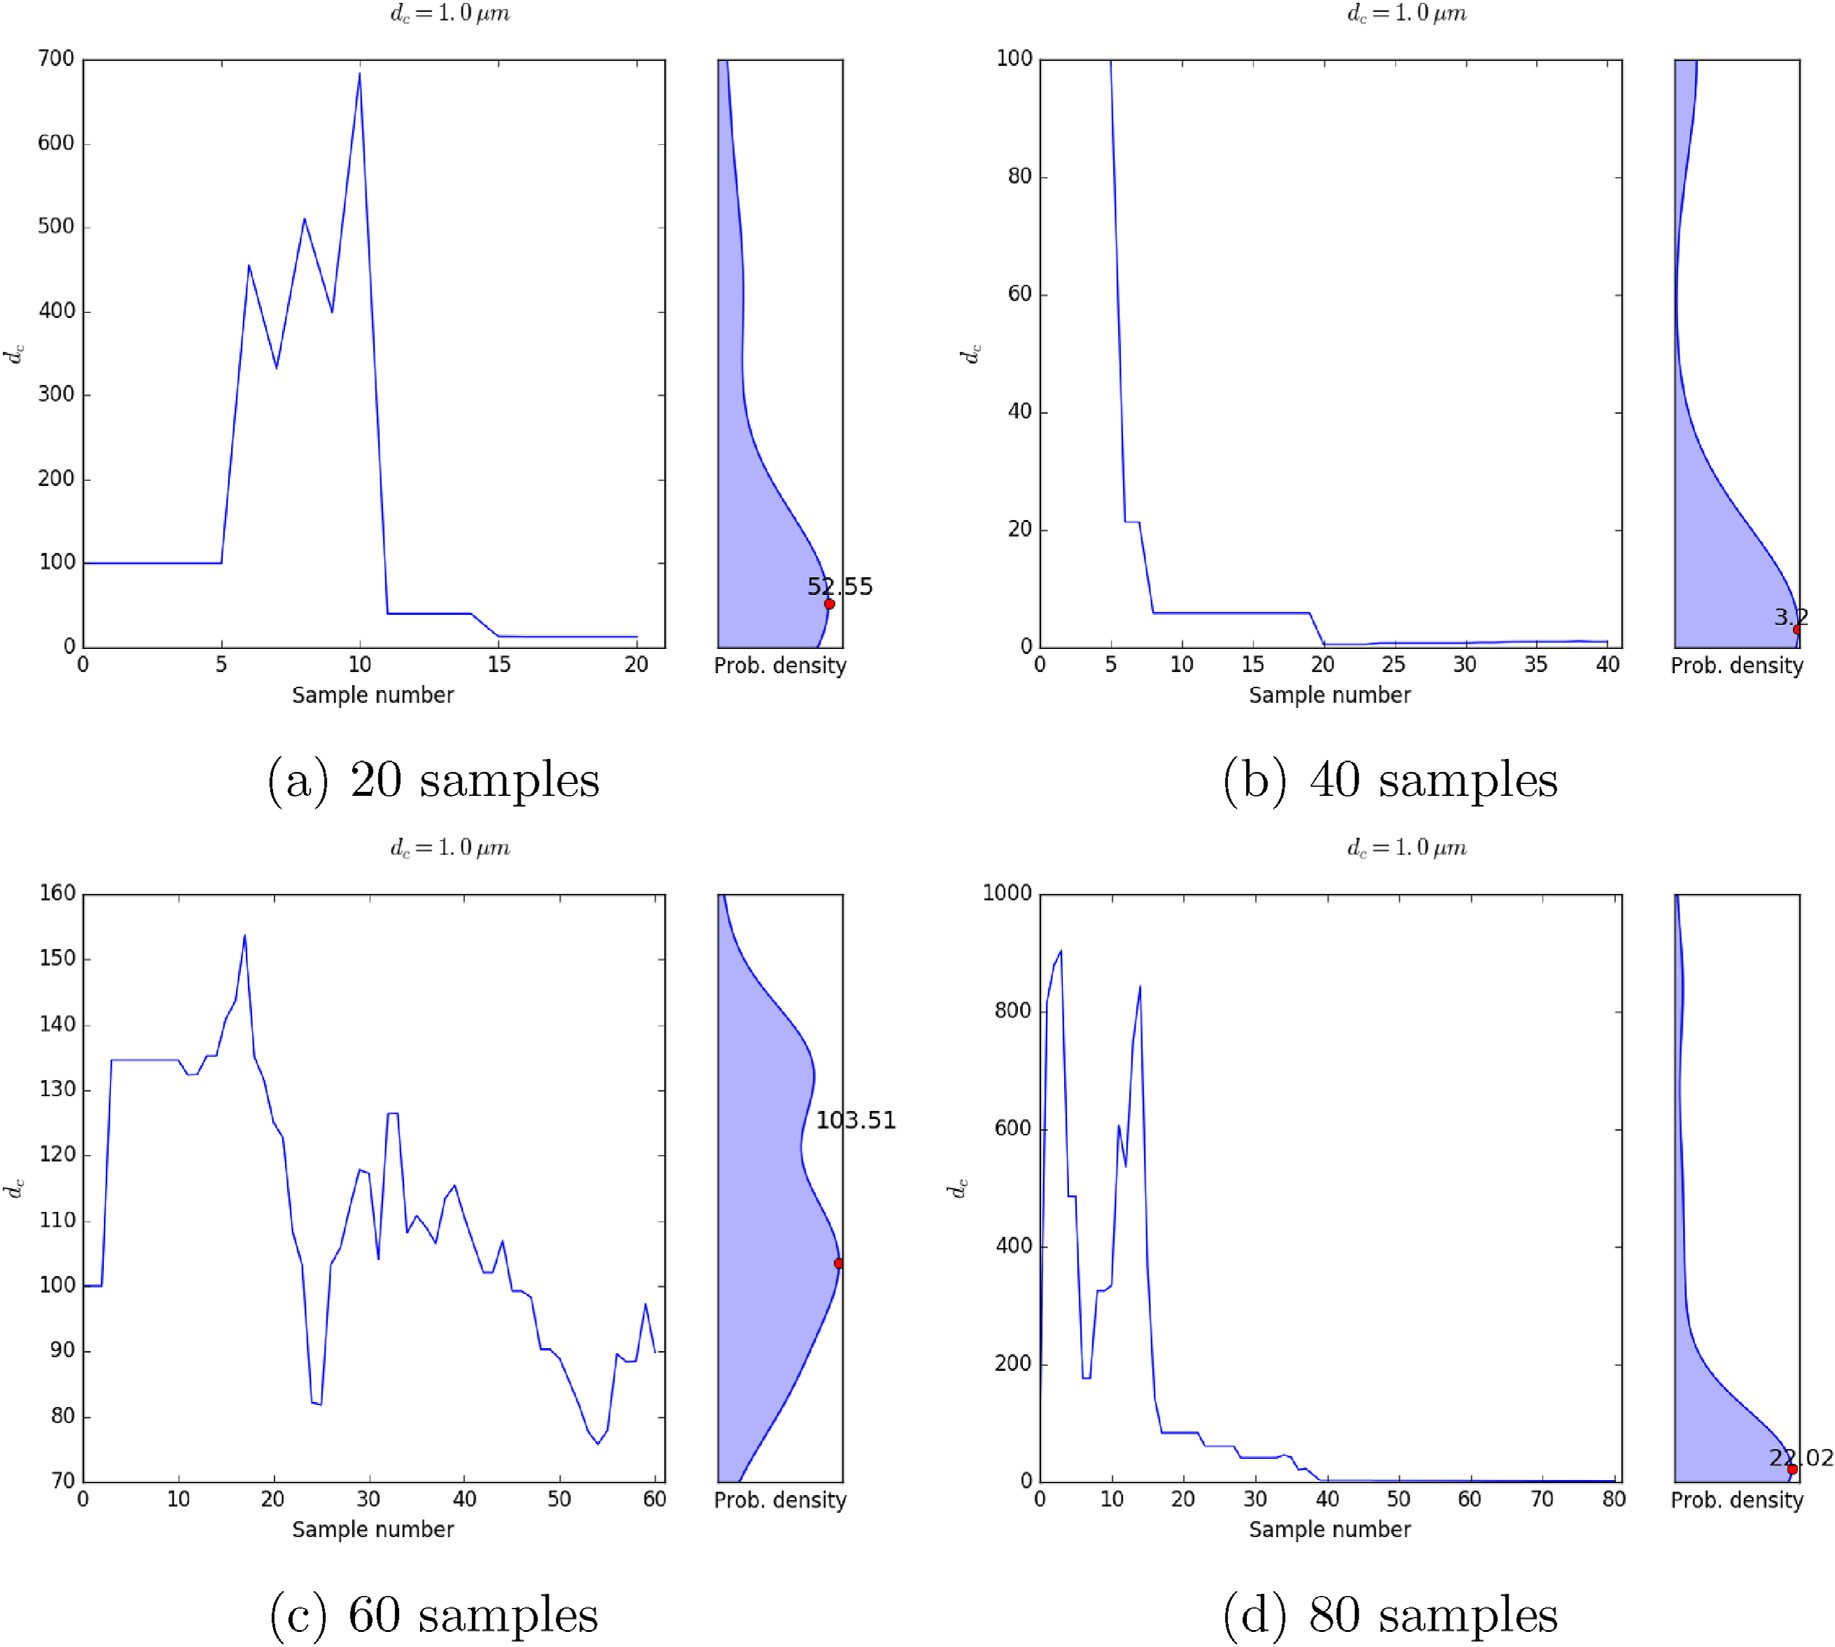 d_c = 1.0 μm
700
600
500
400
300
200
100
0
d_c
0 5 10 15 20
Sample number
52.55
Prob. density
(a) 20 samples
d_c = 1.0 μm
100
80
60
40
20
0
d_c
0 5 10 15 20 25 30 35 40
Sample number
3.2
Prob. density
(b) 40 samples
d_c = 1.0 μm
160
150
140
130
120
110
100
90
80
70
d_c
0 10 20 30 40 50 60
Sample number
103.51
Prob. density
(c) 60 samples
d_c = 1.0 μm
1000
800
600
400
200
0
d_c
0 10 20 30 40 50 60 70 80
Sample number
22.02
Prob. density
(d) 80 samples